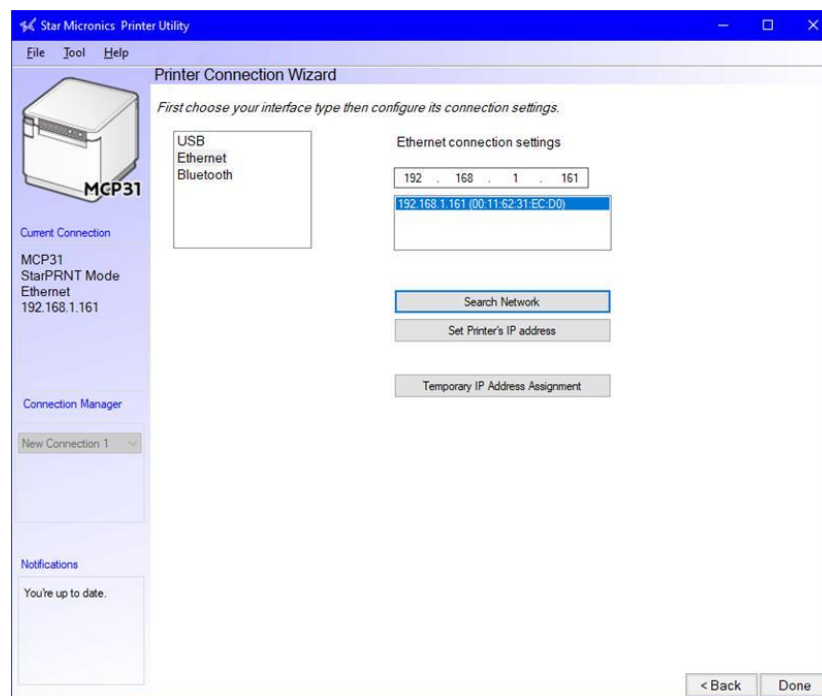 Star Micronics Printer Utility
File Tool Help
Printer Connection Wizard
First choose your interface type then configure its connection settings.
MCP31
USB
Ethernet
Bluetooth
Ethernet connection settings
192 . 168 . 1 . 161
192.168.1.161 (00:11:62:31:EC:D0)
Search Network
Set Printer's IP address
Temporary IP Address Assignment
Current Connection
MCP31
StarPRNT Mode
Ethernet
192.168.1.161
Connection Manager
New Connection 1
Notifications
You're up to date.
< Back Done